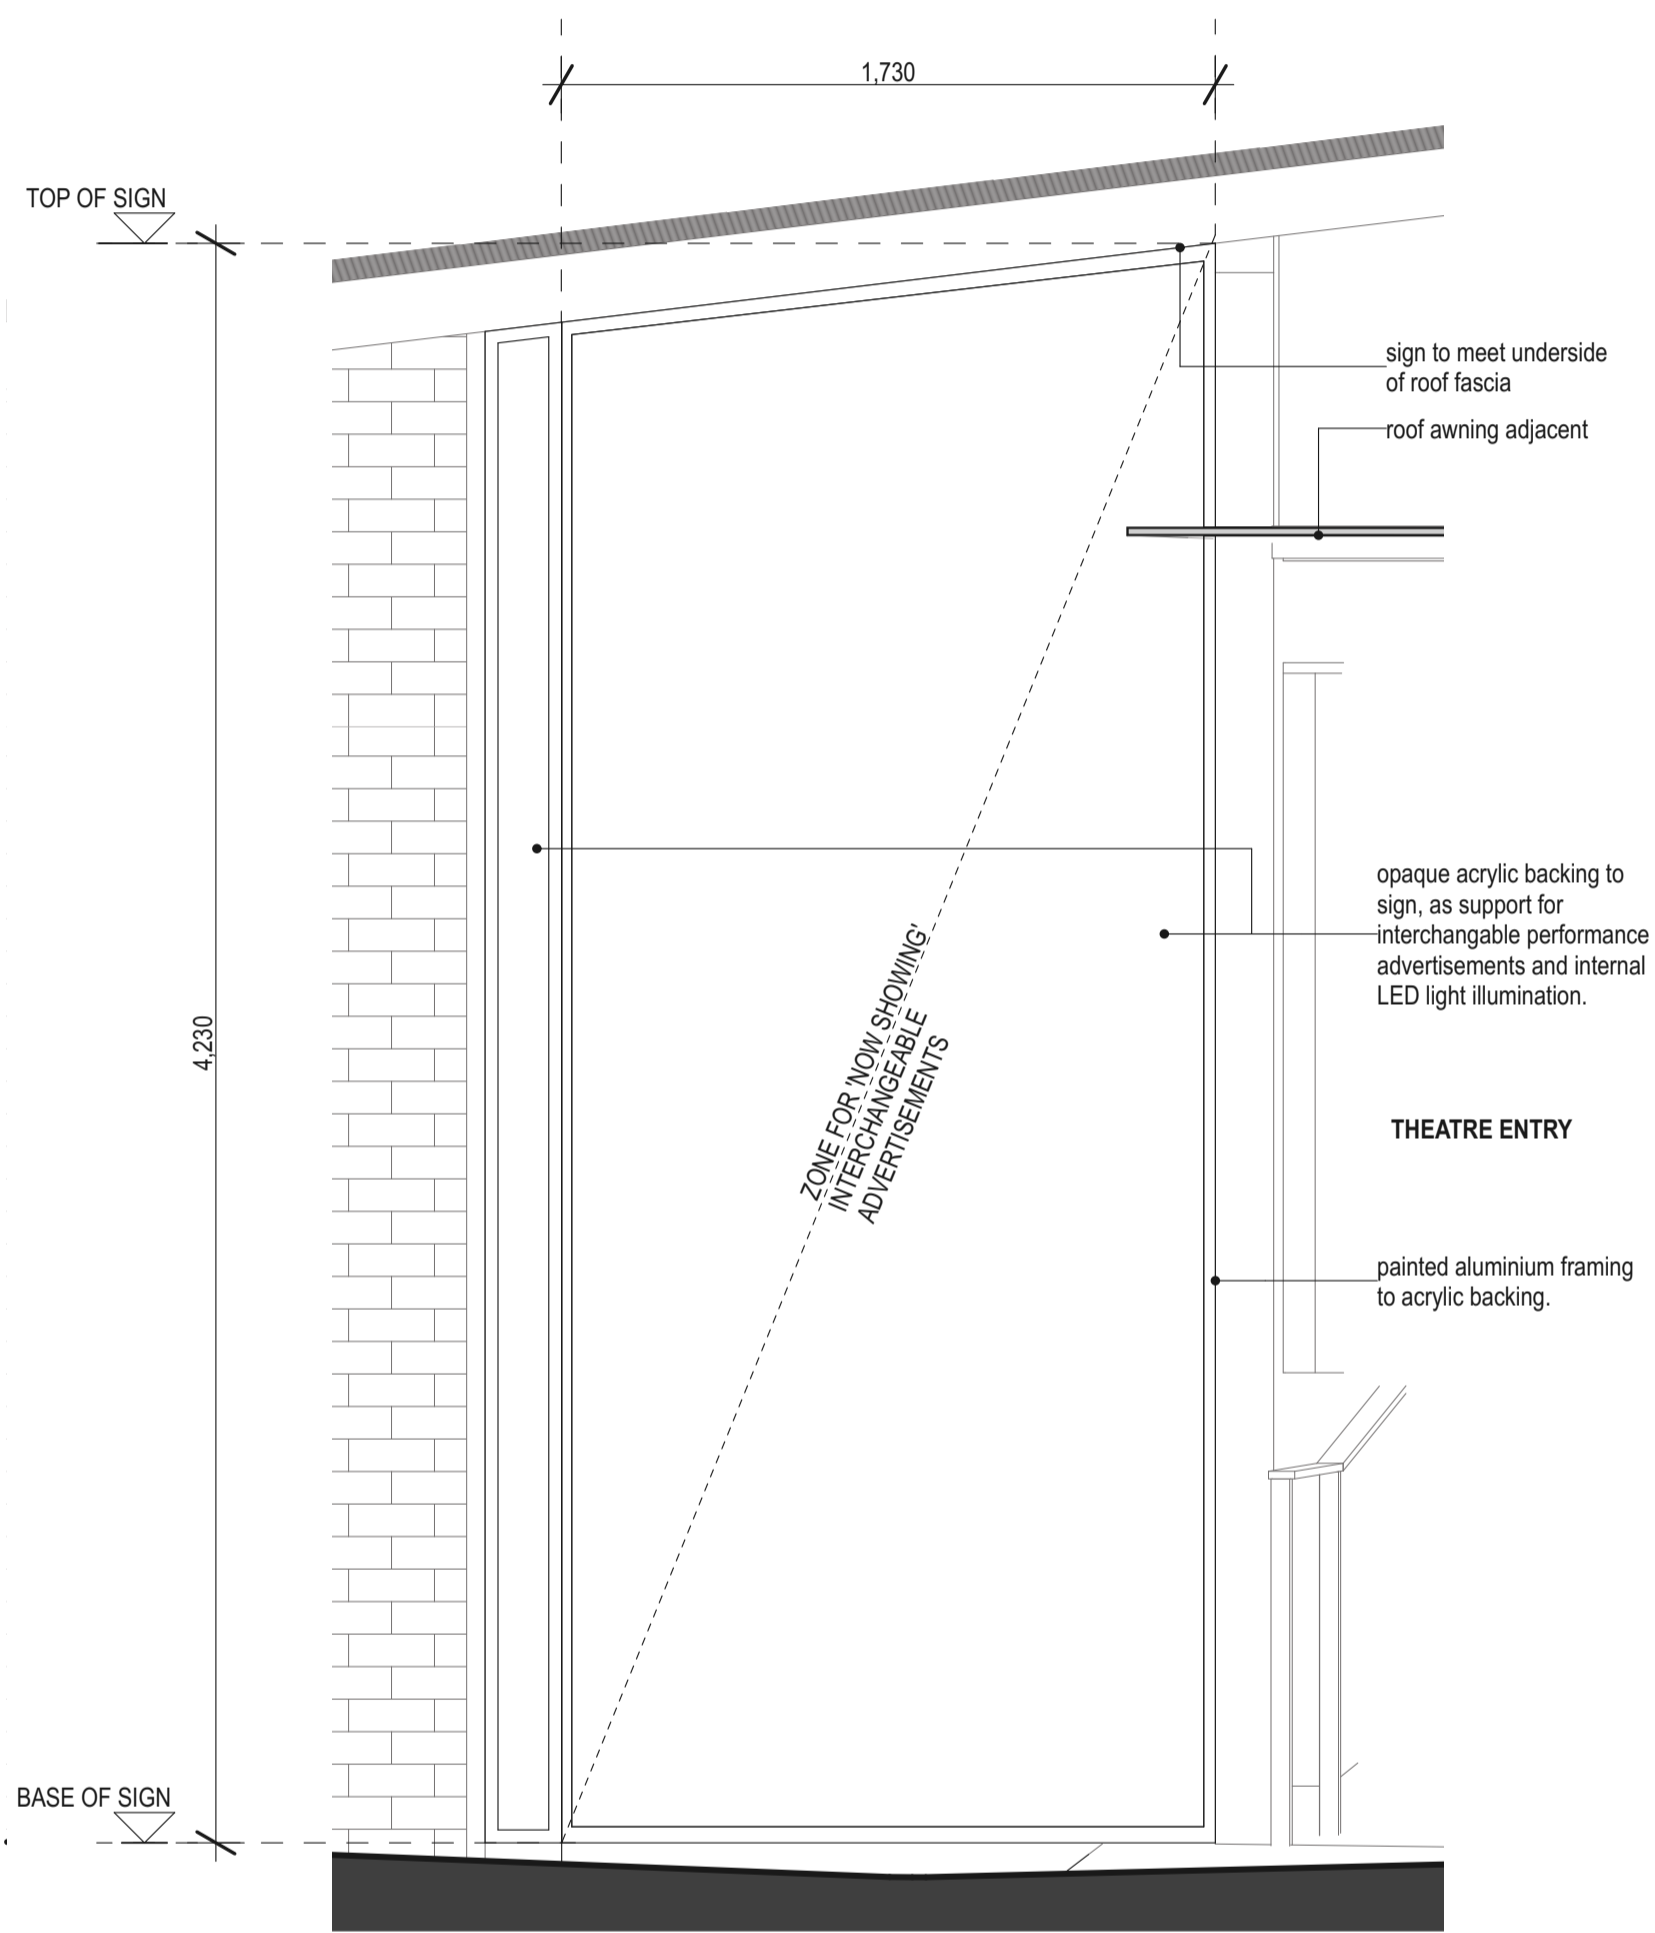 1,730
TOP OF SIGN
sign to meet underside
of roof fascia
roof awning adjacent
opaque acrylic backing to
sign, as support for
interchangable performance
advertisements and internal
LED light illumination.
ZONE FOR 'NOW SHOWING'
INTERCHANGEABLE
ADVERTISEMENTS
4,230
THEATRE ENTRY
painted aluminium framing
to acrylic backing.
BASE OF SIGN